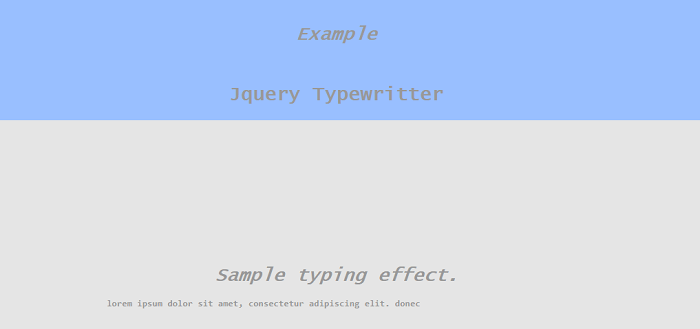 Example
Jquery Typewritter
Sample typing effect.
lorem ipsum dolor sit amet, consectetur adipiscing elit. donec